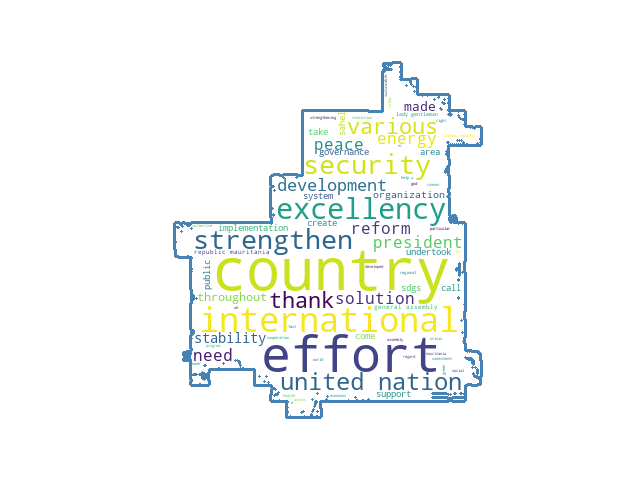 made
lady gentleman
strengthening
sahel
various
right
take
energy
peace
governance
area
security
development
god
organization
system
excellency
create
implementation
reform
particular
strengthen
president
republic mauritania
undertook
country
developed
regional
public
sdgs
call
throughout
thank
solution
general assembly
international
fact
stability
come
effort
assembly
need
mauritania
regard
world
commitment
united nation
social
support